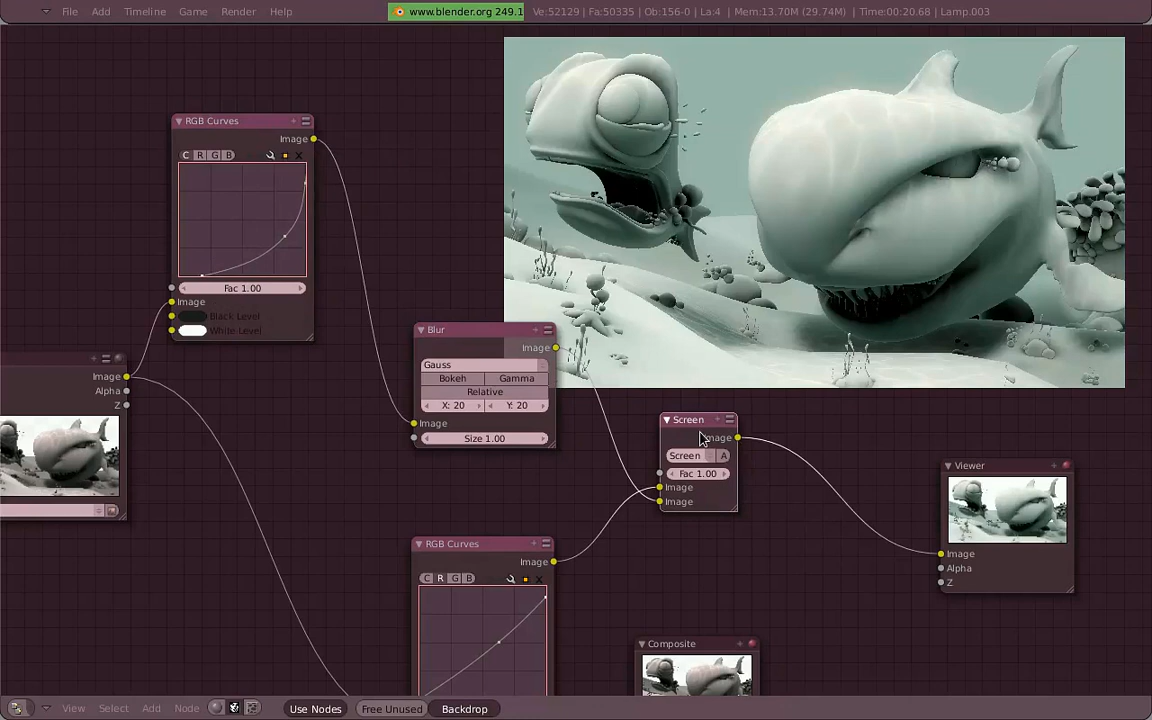 File Add Timeline Game Render Help www.blender.org 249.1 Ve:52129 | Fa:50335 | Ob:156-0 | La:4 | Mem:13.70M (29.74M) | Time:00:20.68 | Lamp.003
RGB Curves
Image
C R G B X
Fac 1.00
Image
Black Level
White Level
Image
Alpha
Z
Blur
Image
Gauss
Bokeh Gamma
Relative
X: 20 Y: 20
Image
Size 1.00
Screen
Image
Screen A
Fac 1.00
Image
Image
Viewer
Image
Alpha
Z
RGB Curves
Image
C R G B X
Composite
View Select Add Node Use Nodes Free Unused Backdrop